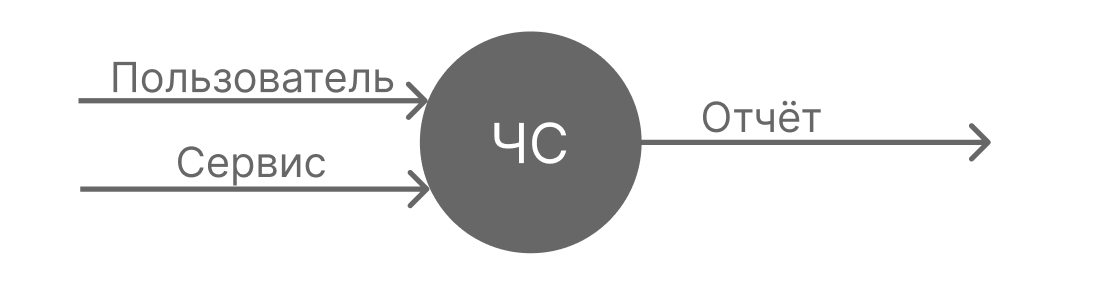 Пользователь
Сервис
ЧС
Отчёт